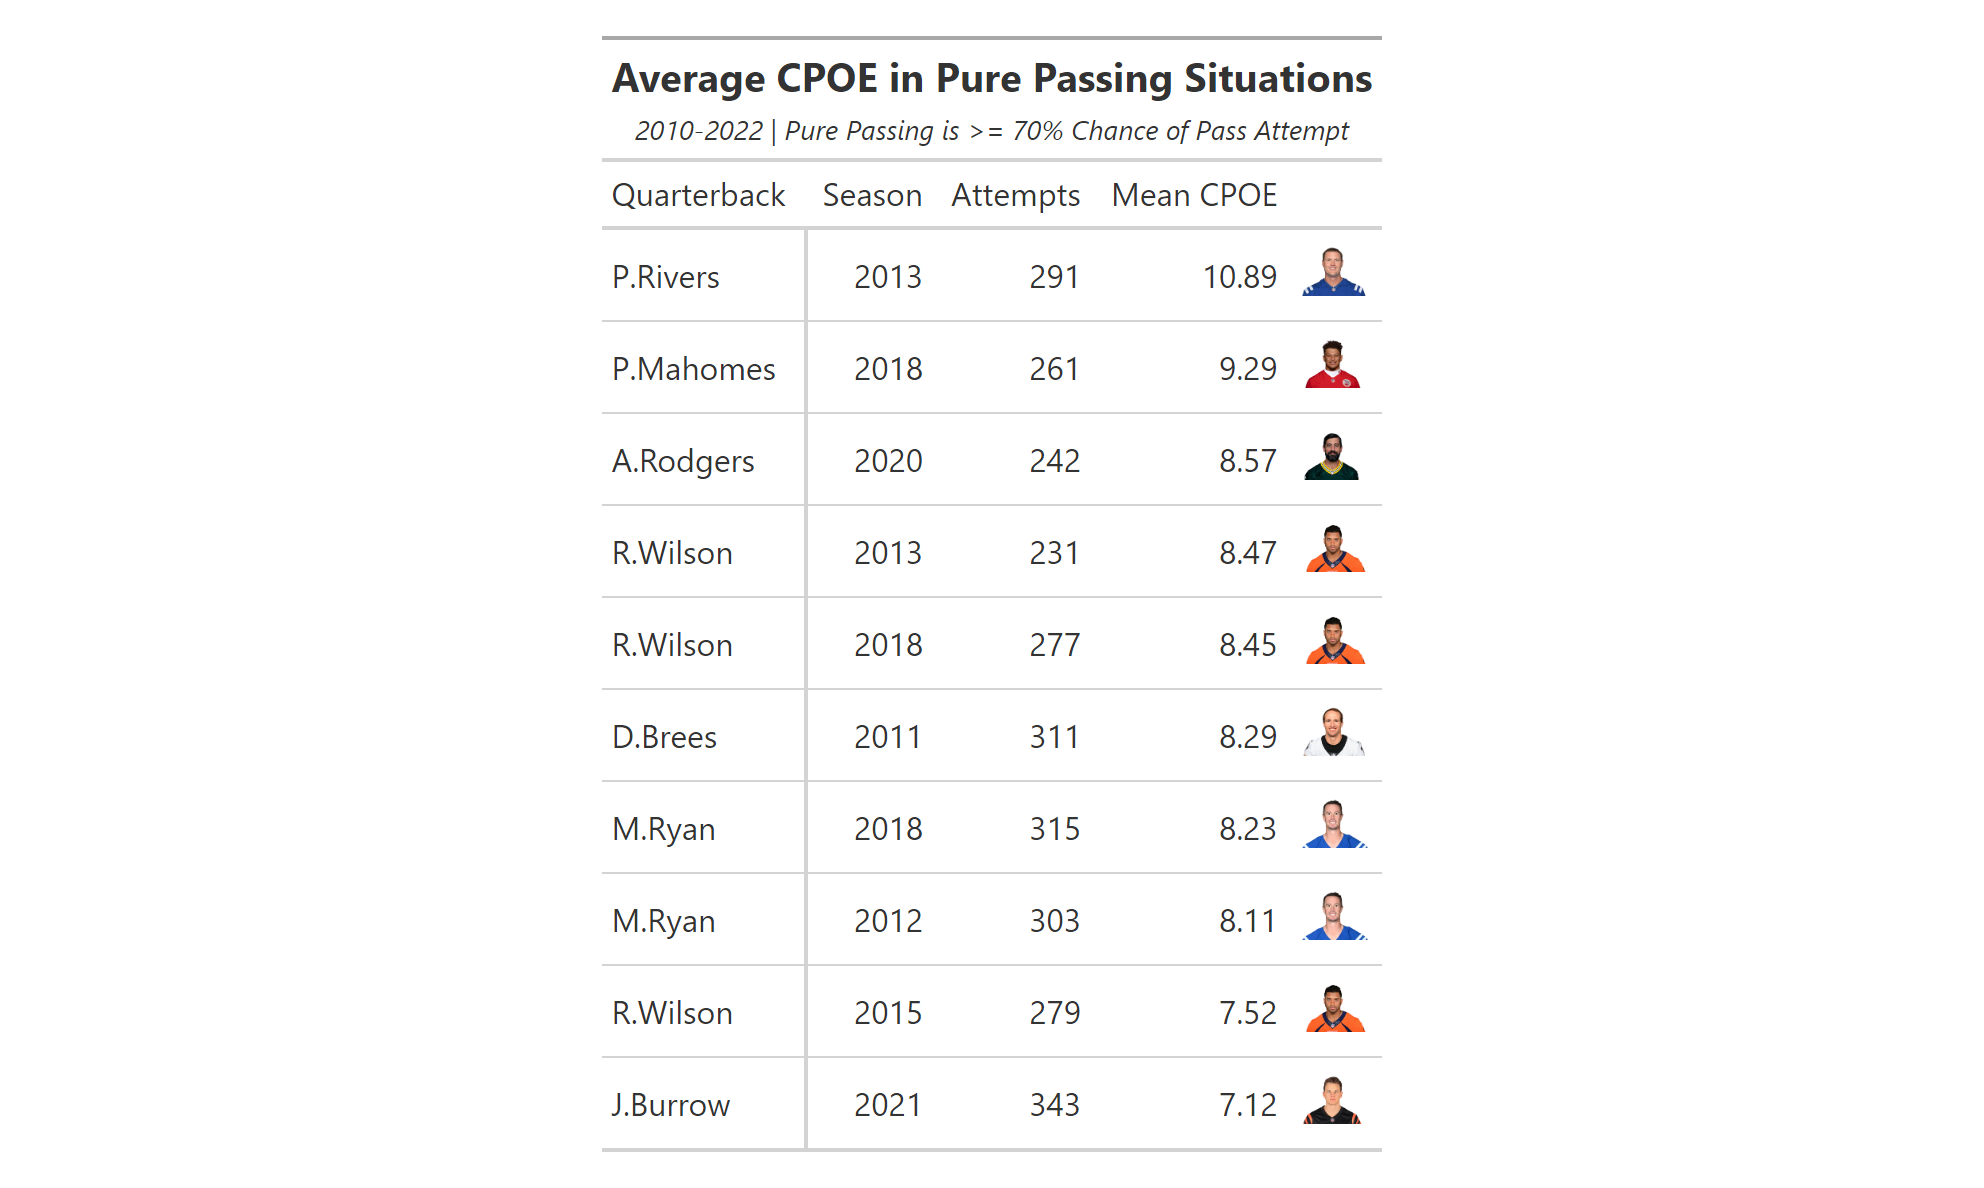 Average CPOE in Pure Passing Situations
2010-2022 | Pure Passing is >= 70% Chance of Pass Attempt
Quarterback Season Attempts Mean CPOE
P.Rivers 2013 291 10.89
P.Mahomes 2018 261 9.29
A.Rodgers 2020 242 8.57
R.Wilson 2013 231 8.47
R.Wilson 2018 277 8.45
D.Brees 2011 311 8.29
M.Ryan 2018 315 8.23
M.Ryan 2012 303 8.11
R.Wilson 2015 279 7.52
J.Burrow 2021 343 7.12